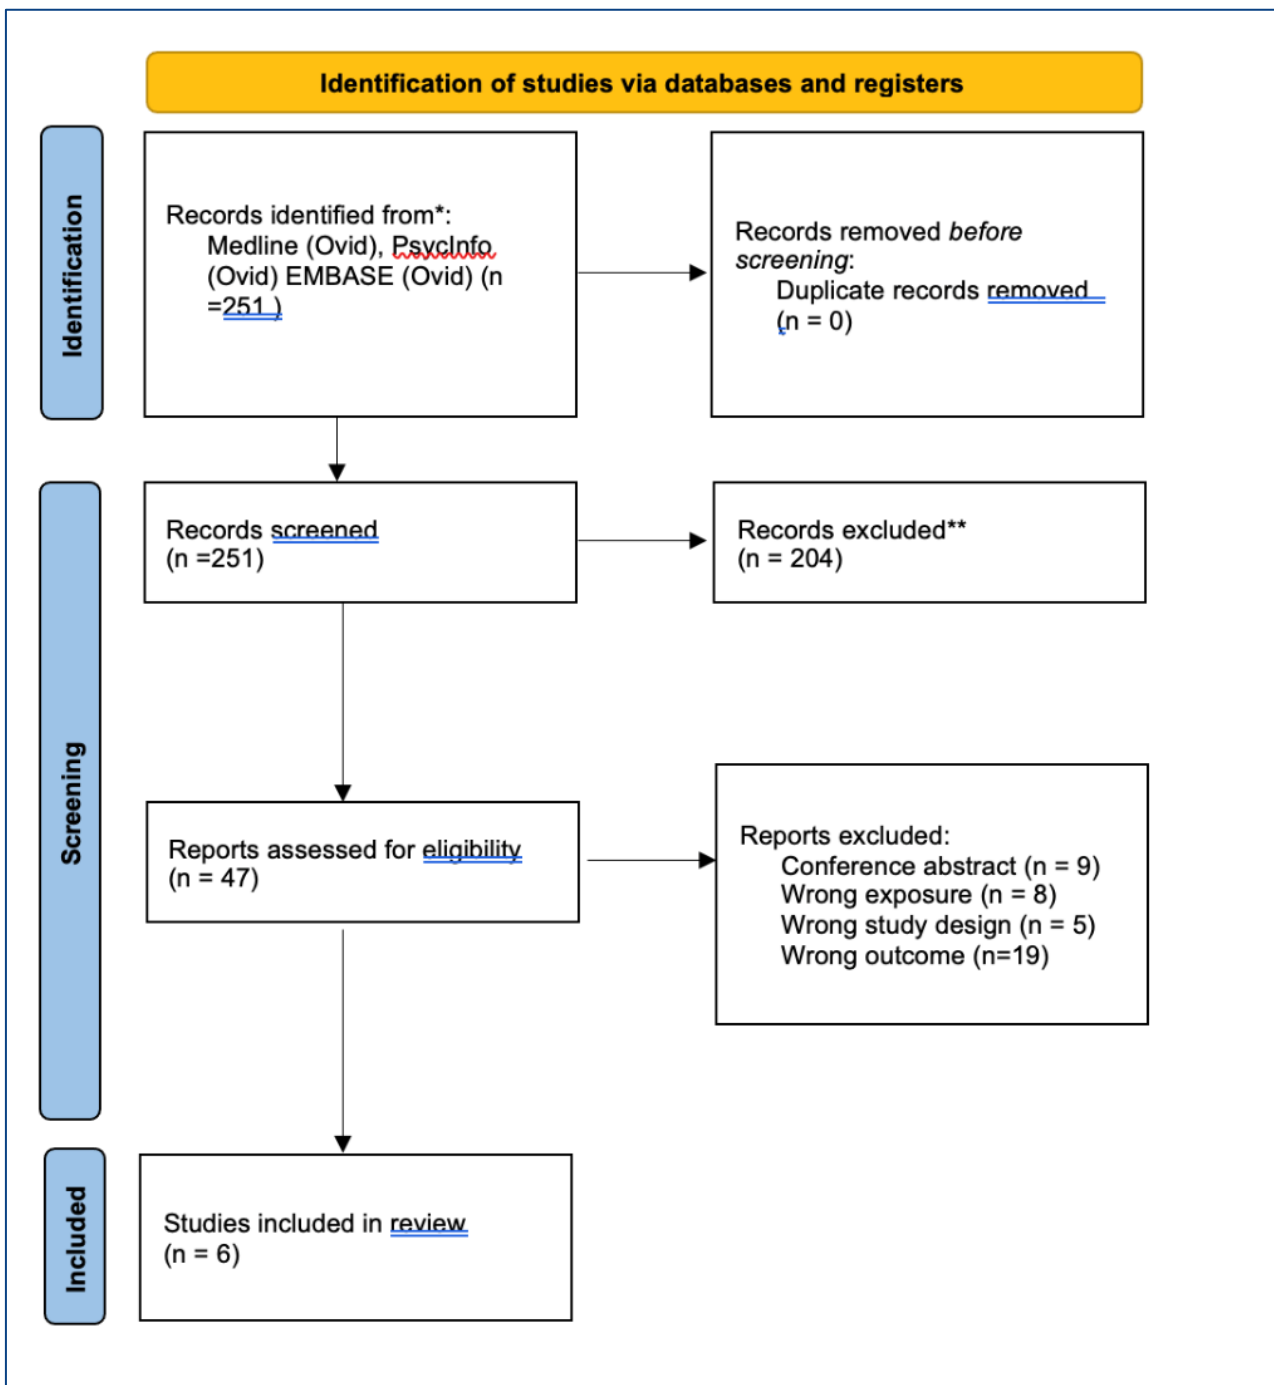 Identification of studies via databases and registers
Identification
Records identified from*:
Medline (Ovid), PsycInfo
(Ovid) EMBASE (Ovid) (n
=251 )
Records removed before
screening:
Duplicate records removed
(n = 0)
Screening
Records screened
(n =251)
Records excluded**
(n = 204)
Reports assessed for eligibility
(n = 47)
Reports excluded:
Conference abstract (n = 9)
Wrong exposure (n = 8)
Wrong study design (n = 5)
Wrong outcome (n=19)
Included
Studies included in review
(n = 6)